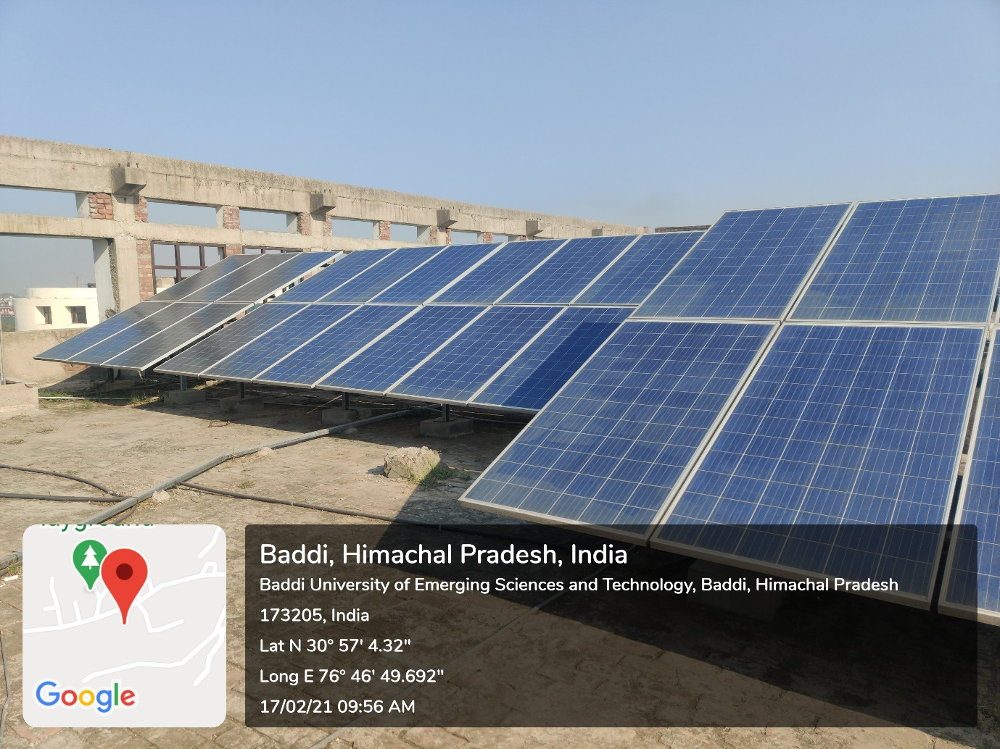 Baddi, Himachal Pradesh, India
Baddi University of Emerging Sciences and Technology, Baddi, Himachal Pradesh
173205, India
Lat N 30° 57' 4.32"
Long E 76° 46' 49.692"
17/02/21 09:56 AM
Google